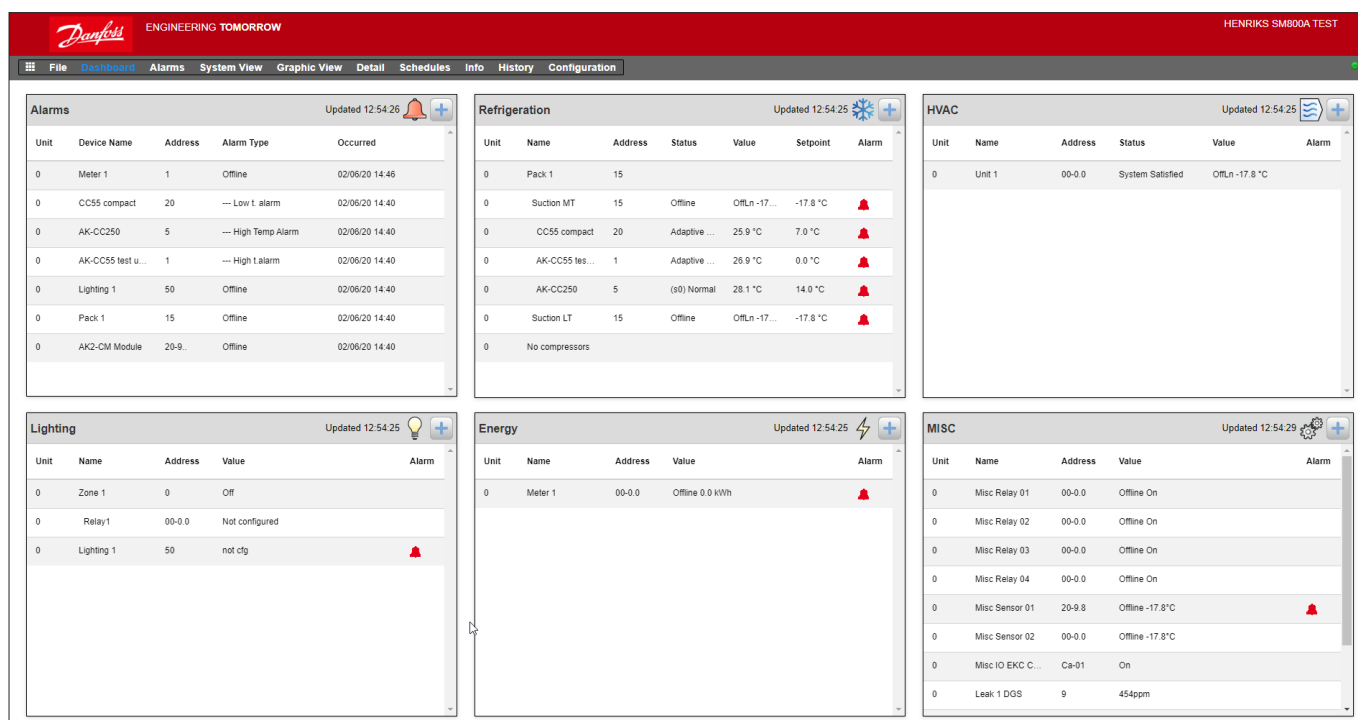 Danfoss ENGINEERING TOMORROW HENRIKS SM800A TEST
File Dashboard Alarms System View Graphic View Detail Schedules Info History Configuration
Alarms Updated 12:54:26
Unit Device Name Address Alarm Type Occurred
0 Meter 1 1 Offline 02/06/20 14:46
0 CC55 compact 20 --- Low t. alarm 02/06/20 14:40
0 AK-CC250 5 --- High Temp Alarm 02/06/20 14:40
0 AK-CC55 test u... 1 --- High t.alarm 02/06/20 14:40
0 Lighting 1 50 Offline 02/06/20 14:40
0 Pack 1 15 Offline 02/06/20 14:40
0 AK2-CM Module 20-9.. Offline 02/06/20 14:40
Refrigeration Updated 12:54:25
Unit Name Address Status Value Setpoint Alarm
0 Pack 1 15
0 Suction MT 15 Offline OffLn -17... -17.8 °C
0 CC55 compact 20 Adaptive ... 25.9 °C 7.0 °C
0 AK-CC55 tes... 1 Adaptive ... 26.9 °C 0.0 °C
0 AK-CC250 5 (s0) Normal 28.1 °C 14.0 °C
0 Suction LT 15 Offline OffLn -17... -17.8 °C
0 No compressors
HVAC Updated 12:54:25
Unit Name Address Status Value Alarm
0 Unit 1 00-0.0 System Satisfied OffLn -17.8 °C
Lighting Updated 12:54:25
Unit Name Address Value Alarm
0 Zone 1 0 Off
0 Relay1 00-0.0 Not configured
0 Lighting 1 50 not cfg
Energy Updated 12:54:25
Unit Name Address Value Alarm
0 Meter 1 00-0.0 Offline 0.0 kWh
MISC Updated 12:54:29
Unit Name Address Value Alarm
0 Misc Relay 01 00-0.0 Offline On
0 Misc Relay 02 00-0.0 Offline On
0 Misc Relay 03 00-0.0 Offline On
0 Misc Relay 04 00-0.0 Offline On
0 Misc Sensor 01 20-9.8 Offline -17.8°C
0 Misc Sensor 02 00-0.0 Offline -17.8°C
0 Misc IO EKC C... Ca-01 On
0 Leak 1 DGS 9 454ppm